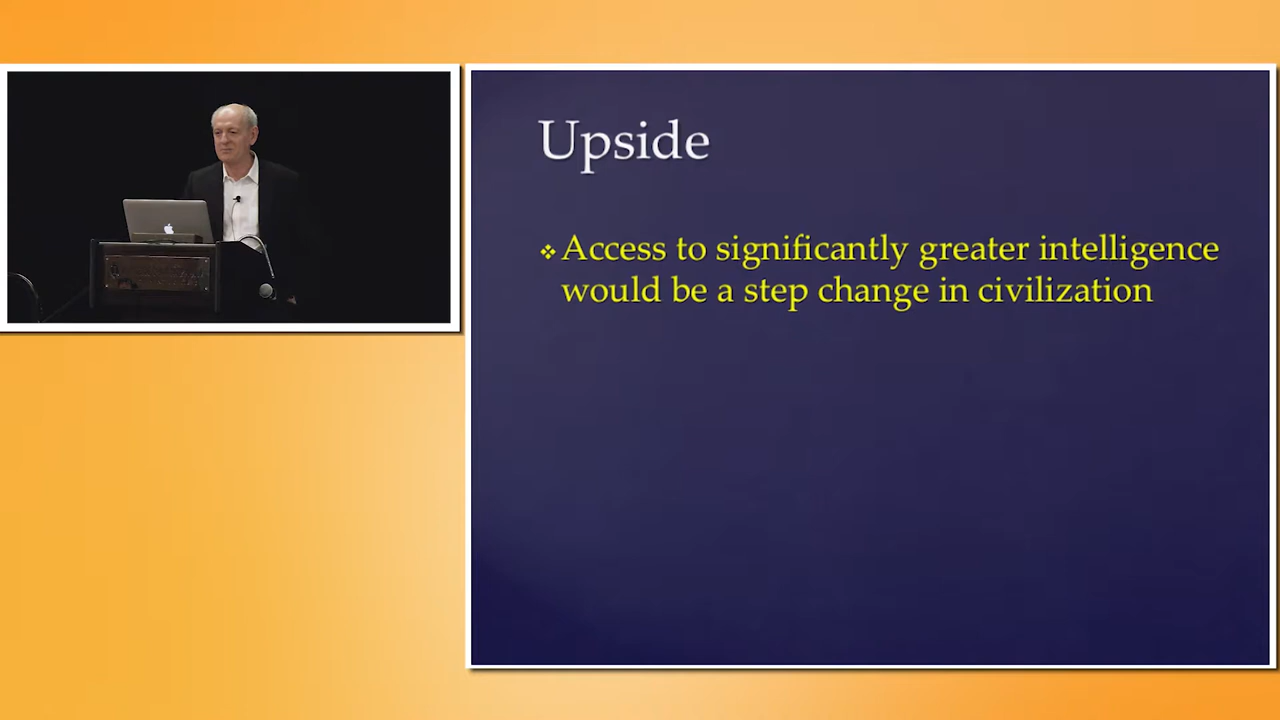 Upside
Access to significantly greater intelligence
would be a step change in civilization